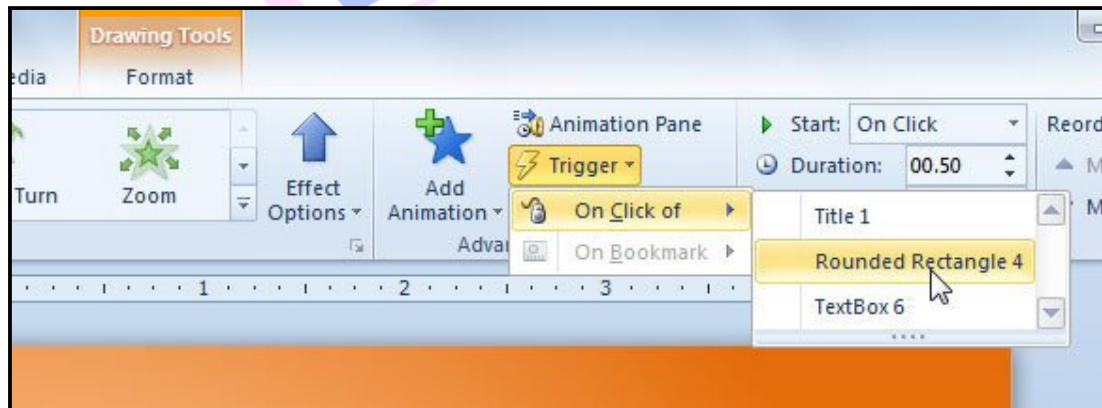 Drawing Tools
edia Format
Animation Pane
Start: On Click
Reord
Trigger
Duration: 00.50
M
Turn Zoom
Effect Options
Add Animation
On Click of
Title 1
M
Advan
On Bookmark
Rounded Rectangle 4
TextBox 6
1 2 3